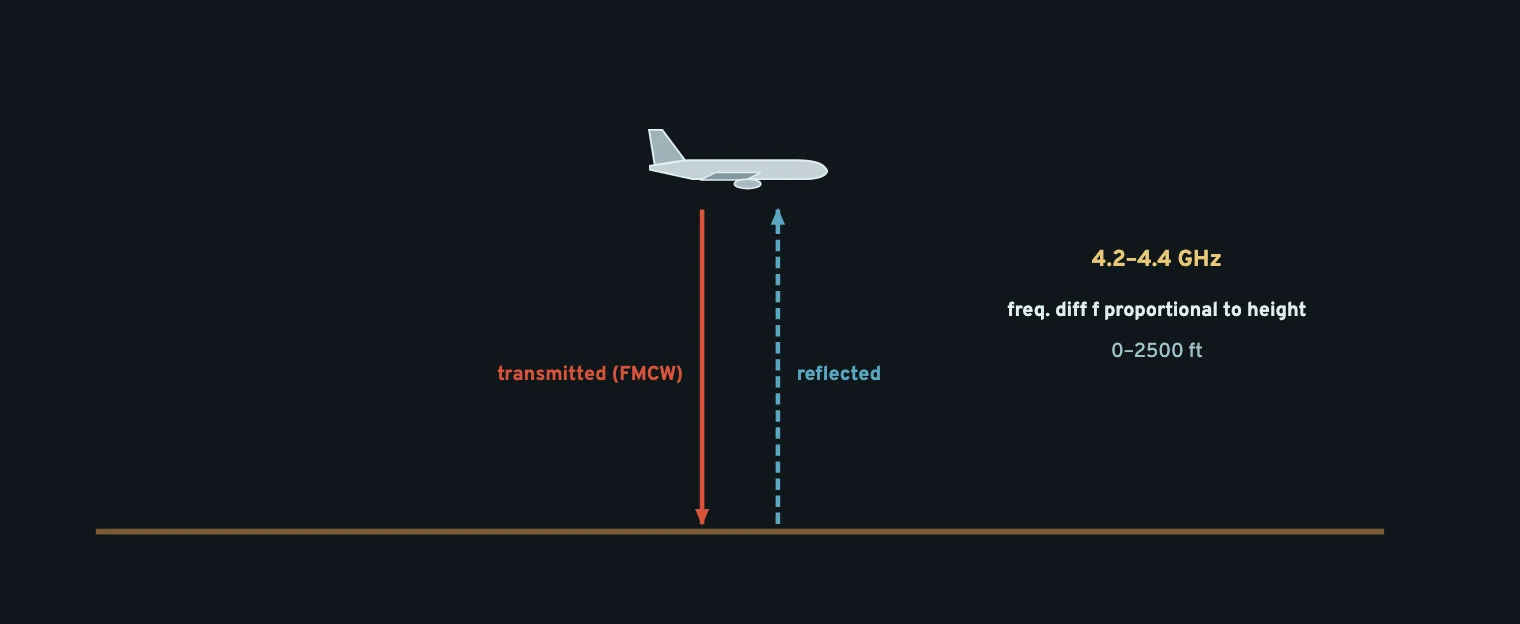 4.2–4.4 GHz
freq. diff f proportional to height
0–2500 ft
transmitted (FMCW)
reflected